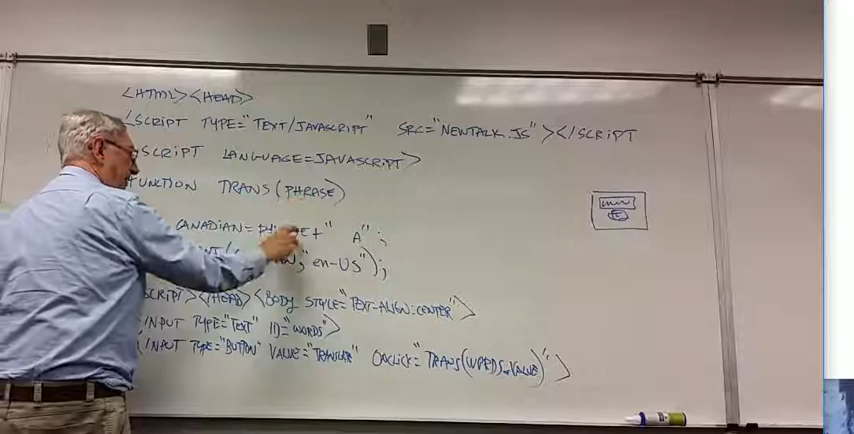 <HTML><HEAD>
<SCRIPT TYPE="TEXT/JAVASCRIPT" SRC="NEWTALK.JS"></SCRIPT
SCRIPT LANGUAGE=JAVASCRIPT>
FUNCTION TRANS(PHRASE)
CANADIAN= A";
"en-US");
SCRIPT></HEAD><BODY STYLE="TEXT-ALIGN:CENTER">
INPUT TYPE="TEXT" ID="WORDS">
INPUT TYPE="BUTTON" VALUE="TRANSLATE" ONCLICK="TRANS(WORDS.VALUE)">